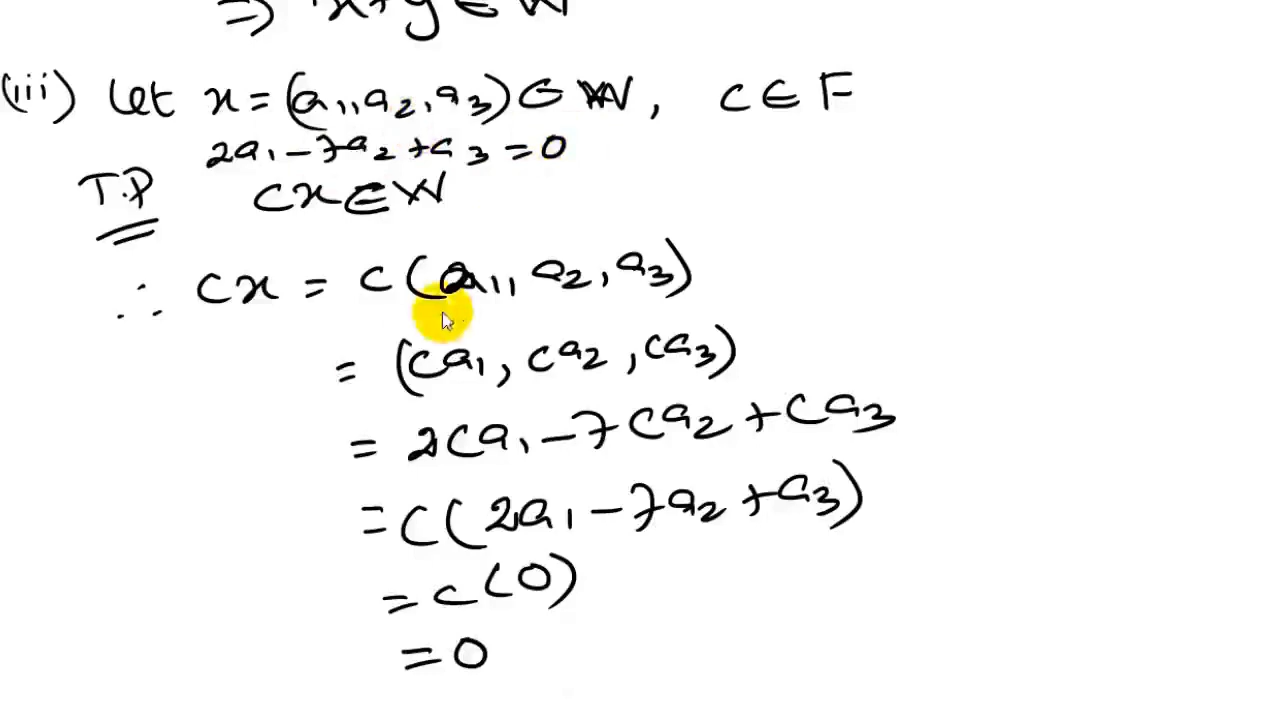 ⇒ x+y ∈ W
(iii) Let x = (a₁, a₂, a₃) ∈ W, c ∈ F
2a₁ - 7a₂ + a₃ = 0
T.P cx ∈ W
∴ cx = c(a₁, a₂, a₃)
= (ca₁, ca₂, ca₃)
= 2ca₁ - 7ca₂ + ca₃
= c(2a₁ - 7a₂ + a₃)
= c(0)
= 0